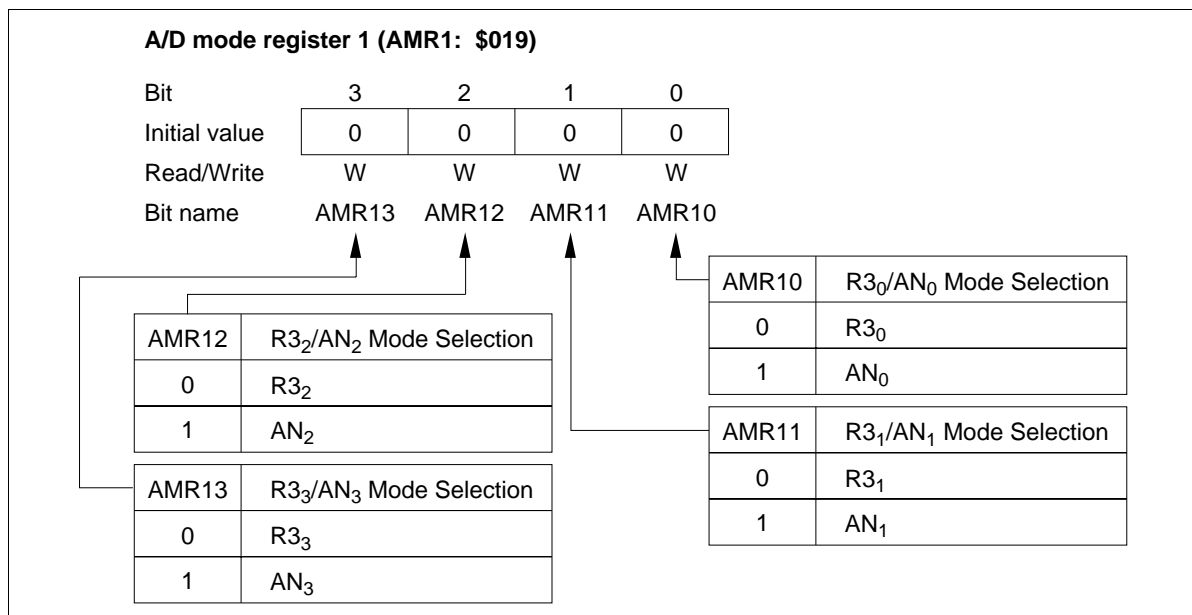 A/D mode register 1 (AMR1: $019)
Bit 3 2 1 0
Initial value 0 0 0 0
Read/Write W W W W
Bit name AMR13 AMR12 AMR11 AMR10
AMR12 R3₂/AN₂ Mode Selection
0 R3₂
1 AN₂
AMR13 R3₃/AN₃ Mode Selection
0 R3₃
1 AN₃
AMR10 R3₀/AN₀ Mode Selection
0 R3₀
1 AN₀
AMR11 R3₁/AN₁ Mode Selection
0 R3₁
1 AN₁